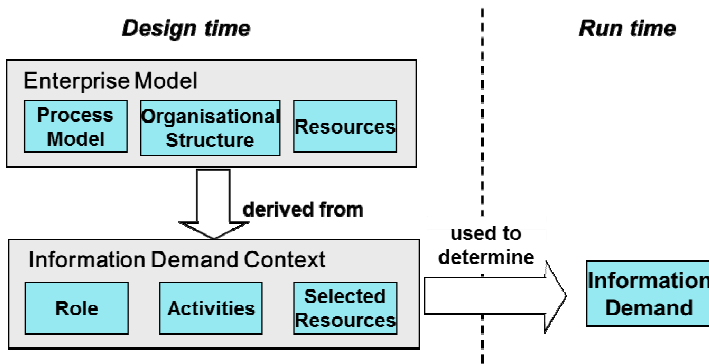 Design time
Run time
Enterprise Model
Process
Model
Organisational
Structure
Resources
derived from
used to
determine
Information Demand Context
Role
Activities
Selected
Resources
Information
Demand